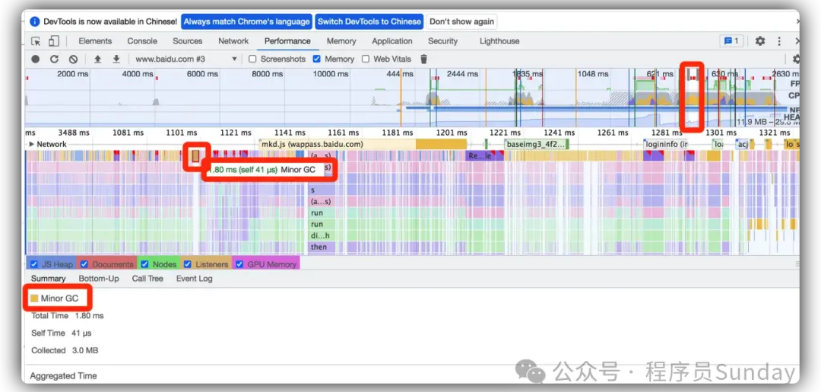 DevTools is now available in Chinese! Always match Chrome's language Switch DevTools to Chinese Don't show again
Elements Console Sources Network Performance Memory Application Security Lighthouse 1
www.baidu.com #3 Screenshots Memory Web Vitals
2000 ms 4000 ms 6000 ms 8000 ms 10000 ms 444 ms 2444 ms 1635 ms 1048 ms 621 ms 630 ms 2630 ms
FP
CP
NE
HEA
11.9 MB – 29.
ms 3488 ms 1081 ms 1101 ms 1121 ms 1141 ms 1161 ms 1181 ms 1201 ms 1221 ms 1241 ms 1261 ms 1281 ms 1301 ms 1321 ms
Network mkd.js (wappass.baidu.com) baseimg3_4f2... logininfo (in
(a...s) Re...le
1.80 ms (self 41 μs) Minor GC
s
(a...s)
run
run
di...h
then
JS Heap Documents Nodes Listeners GPU Memory
Summary Bottom-Up Call Tree Event Log
Minor GC
Total Time 1.80 ms
Self Time 41 μs
Collected 3.0 MB
Aggregated Time
公众号 · 程序员Sunday